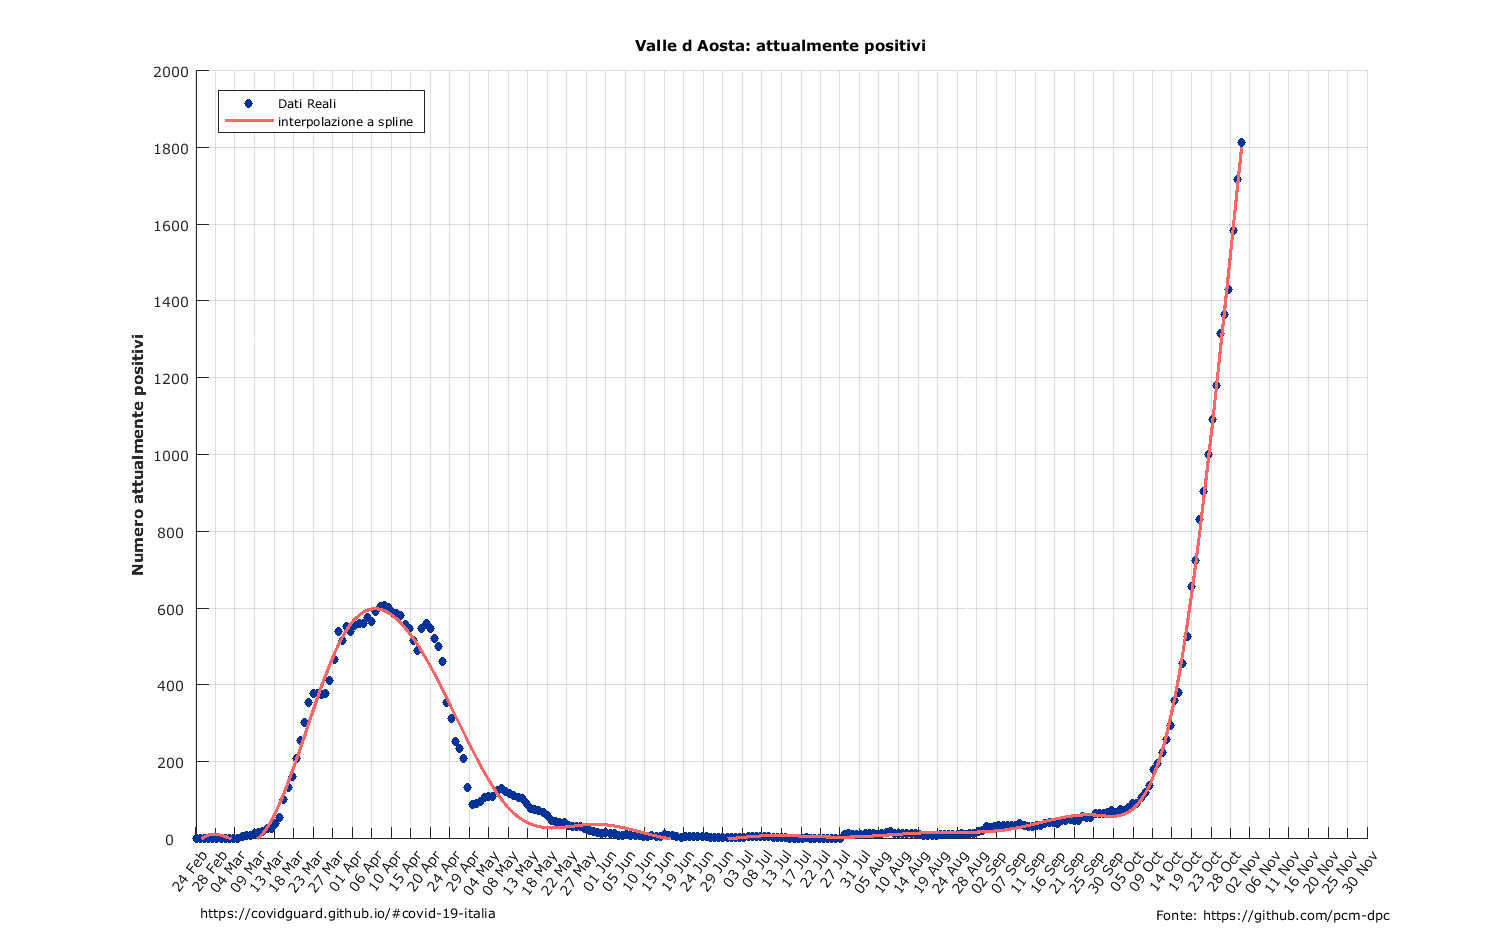 Valle d Aosta: attualmente positivi
Dati Reali
interpolazione a spline
Numero attualmente positivi
2000
1800
1600
1400
1200
1000
800
600
400
200
0
24 Feb
28 Feb
04 Mar
09 Mar
13 Mar
18 Mar
23 Mar
27 Mar
01 Apr
06 Apr
10 Apr
15 Apr
20 Apr
24 Apr
29 Apr
04 May
08 May
13 May
18 May
22 May
27 May
01 Jun
05 Jun
10 Jun
15 Jun
19 Jun
24 Jun
29 Jun
03 Jul
08 Jul
13 Jul
17 Jul
22 Jul
27 Jul
31 Jul
05 Aug
10 Aug
14 Aug
19 Aug
24 Aug
28 Aug
02 Sep
07 Sep
11 Sep
16 Sep
21 Sep
25 Sep
30 Sep
05 Oct
09 Oct
14 Oct
19 Oct
23 Oct
28 Oct
02 Nov
06 Nov
11 Nov
16 Nov
20 Nov
25 Nov
30 Nov
https://covidguard.github.io/#covid-19-italia
Fonte: https://github.com/pcm-dpc